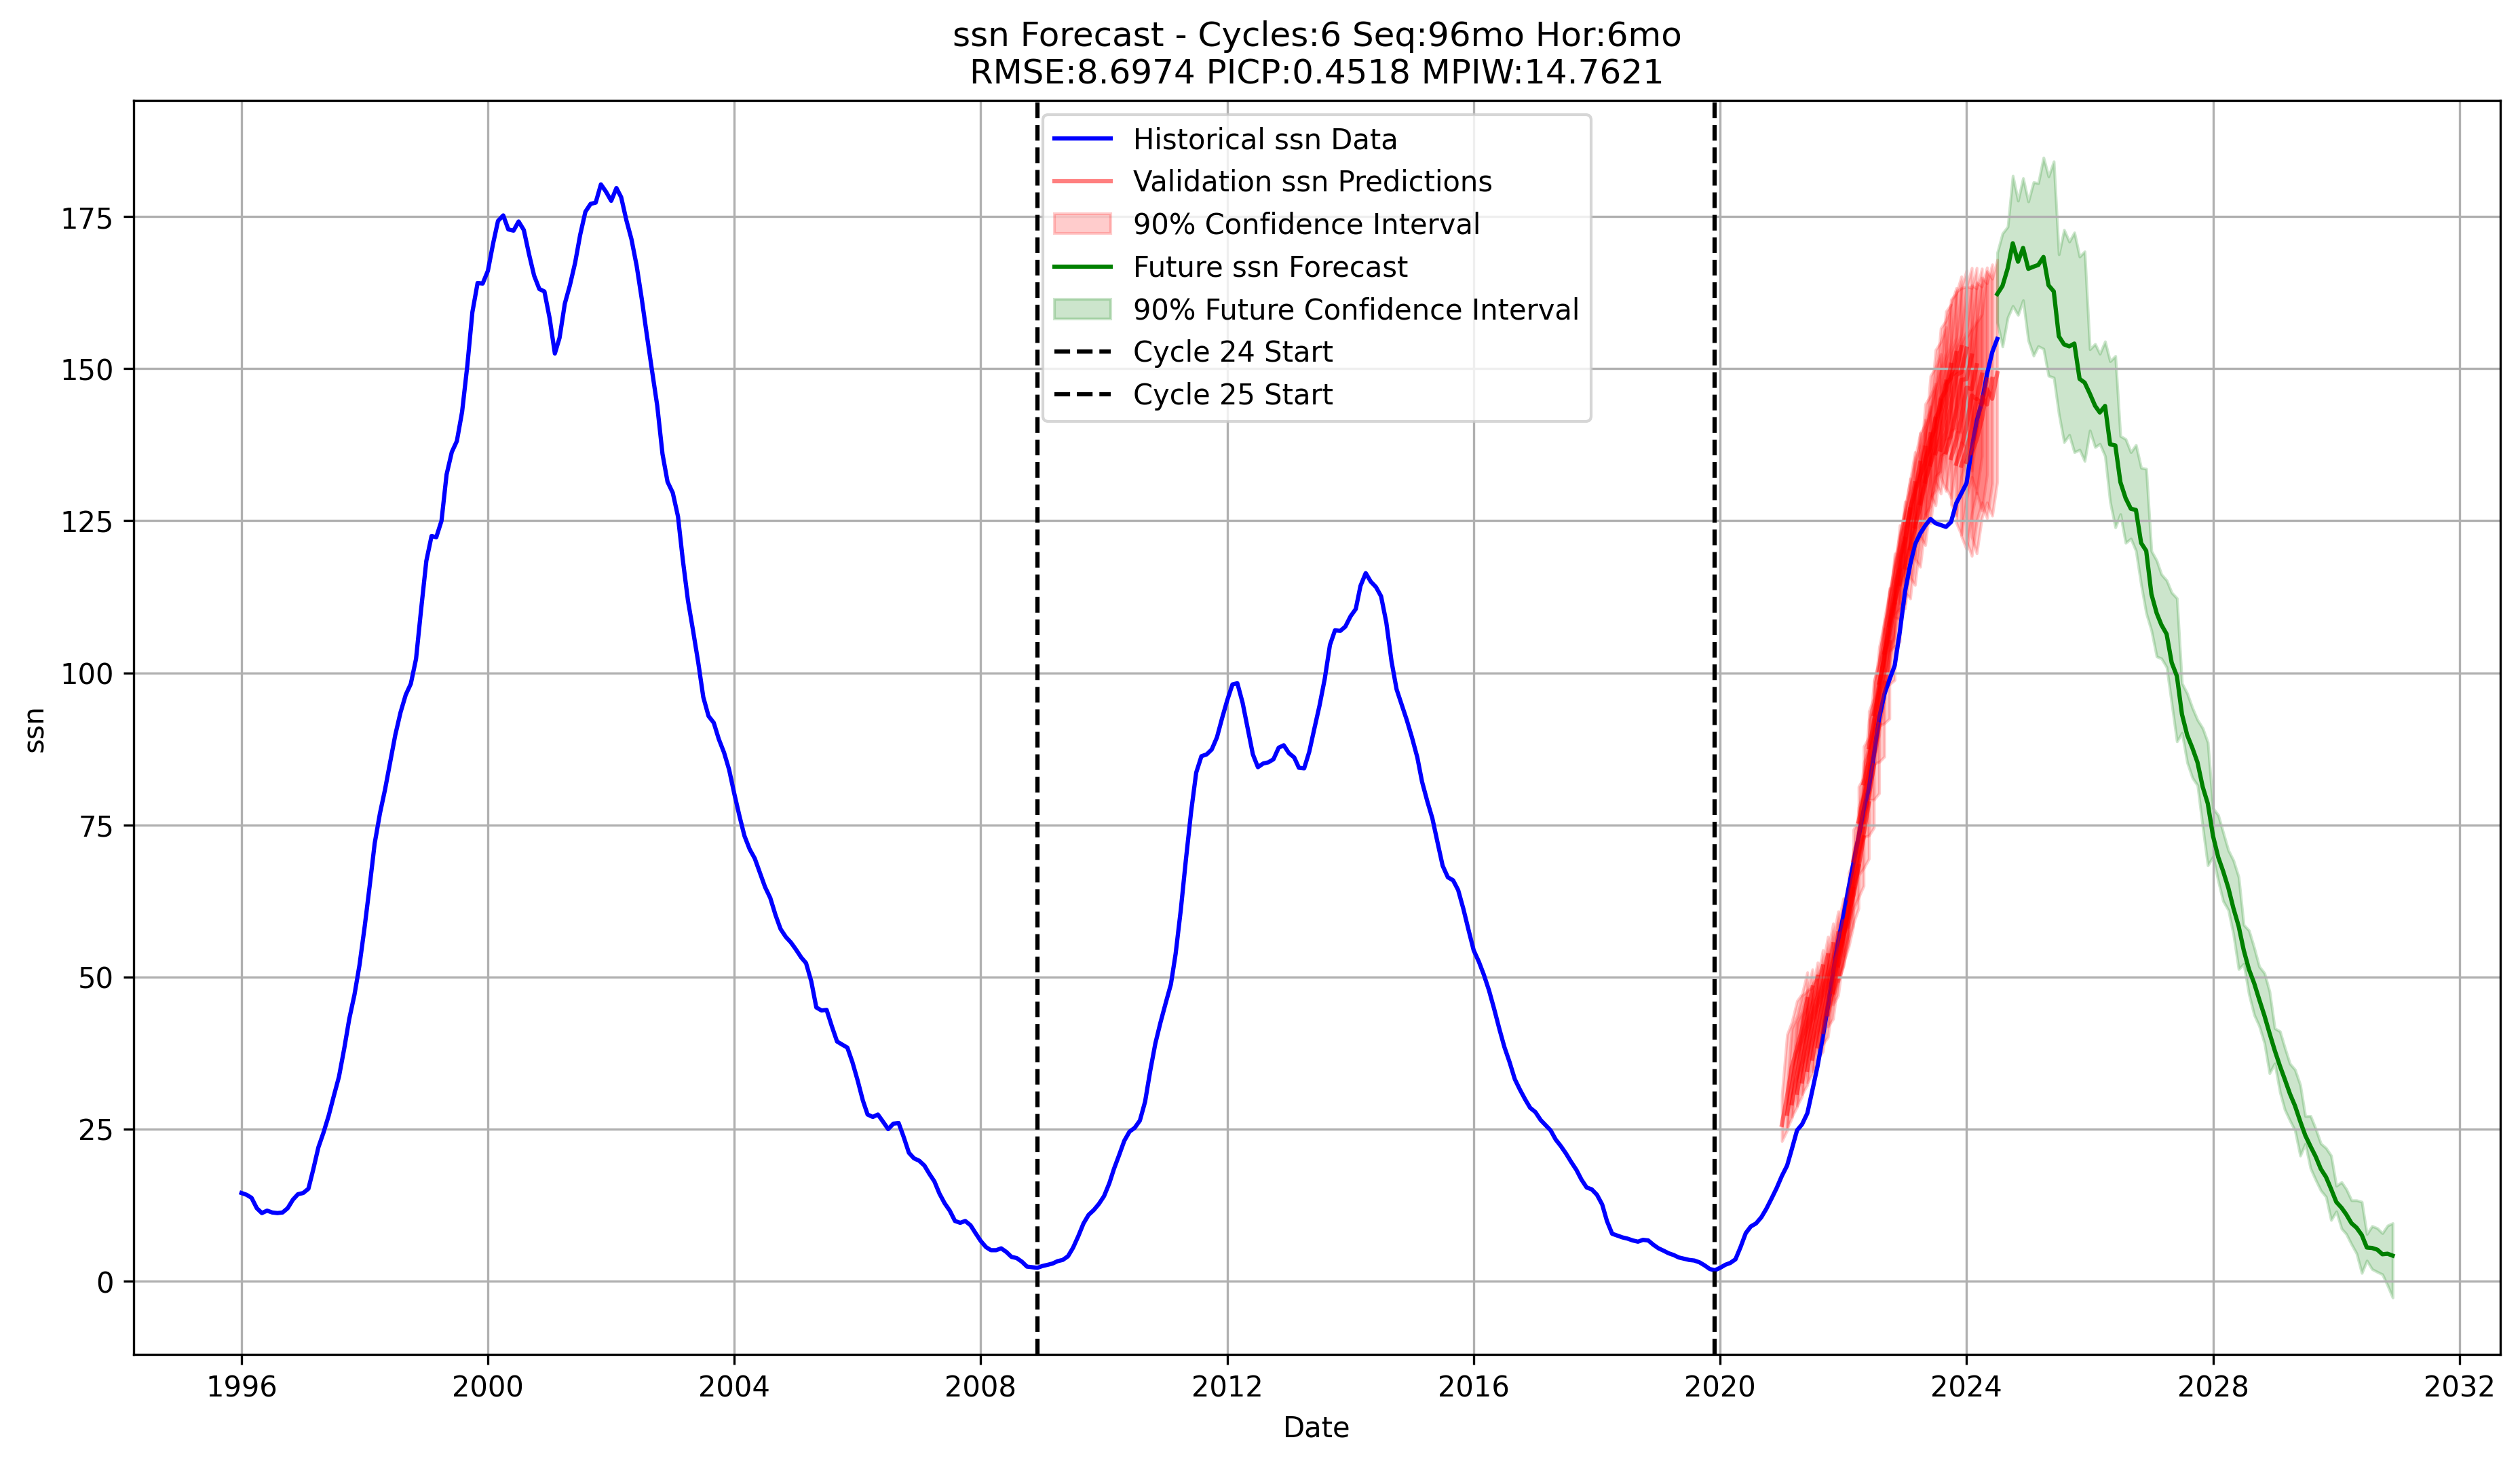 ssn Forecast - Cycles:6 Seq:96mo Hor:6mo
RMSE:8.6974 PICP:0.4518 MPIW:14.7621
Historical ssn Data
Validation ssn Predictions
90% Confidence Interval
Future ssn Forecast
90% Future Confidence Interval
Cycle 24 Start
Cycle 25 Start
175
150
125
100
75
50
25
0
ssn
1996
2000
2004
2008
2012
2016
2020
2024
2028
2032
Date